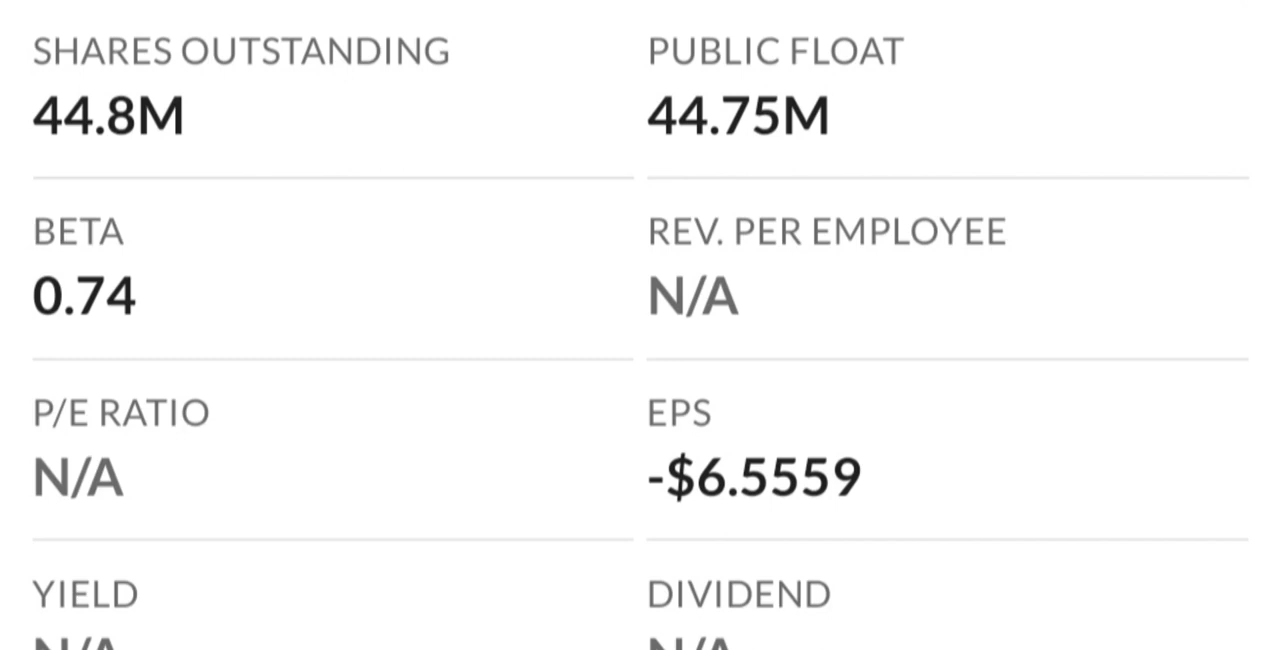 SHARES OUTSTANDING
44.8M
PUBLIC FLOAT
44.75M
BETA
0.74
REV. PER EMPLOYEE
N/A
P/E RATIO
N/A
EPS
-$6.5559
YIELD
N/A
DIVIDEND
N/A